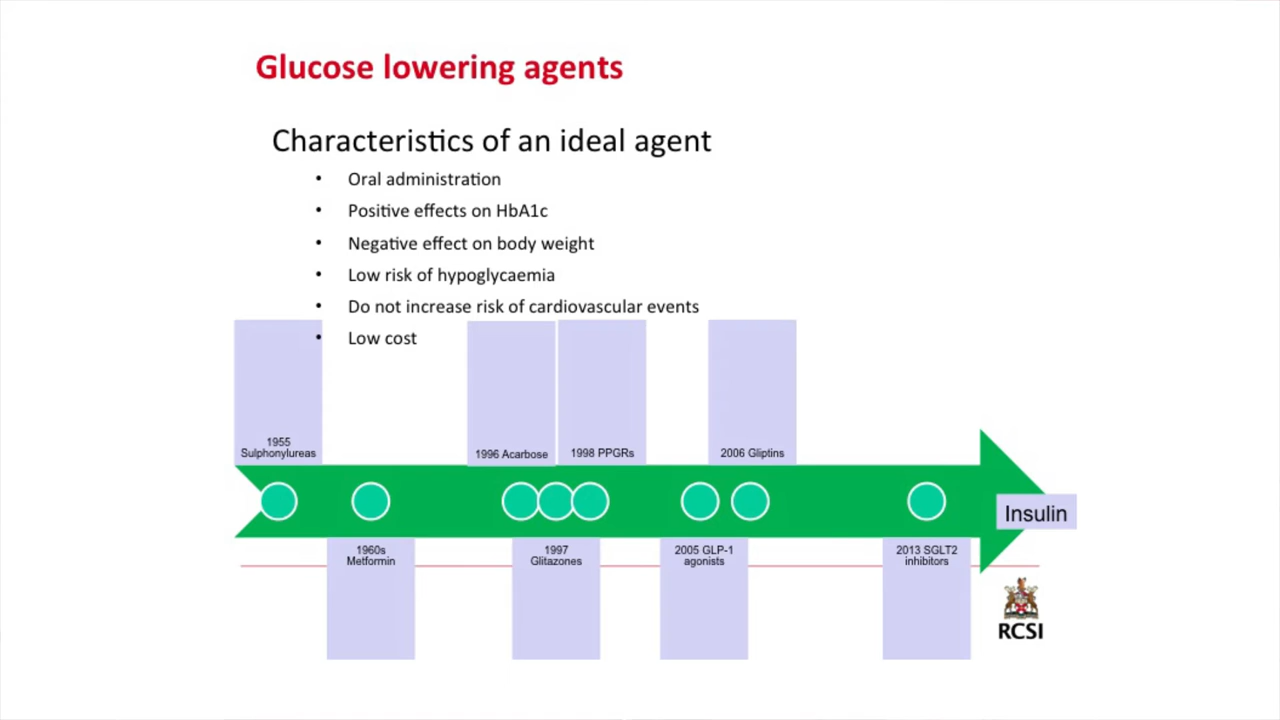 Glucose lowering agents
Characteristics of an ideal agent
• Oral administration
• Positive effects on HbA1c
• Negative effect on body weight
• Low risk of hypoglycaemia
• Do not increase risk of cardiovascular events
• Low cost
1955
Sulphonylureas
1996 Acarbose
1998 PPGRs
2006 Gliptins
Insulin
1960s
Metformin
1997
Glitazones
2005 GLP-1
agonists
2013 SGLT2
inhibitors
RCSI